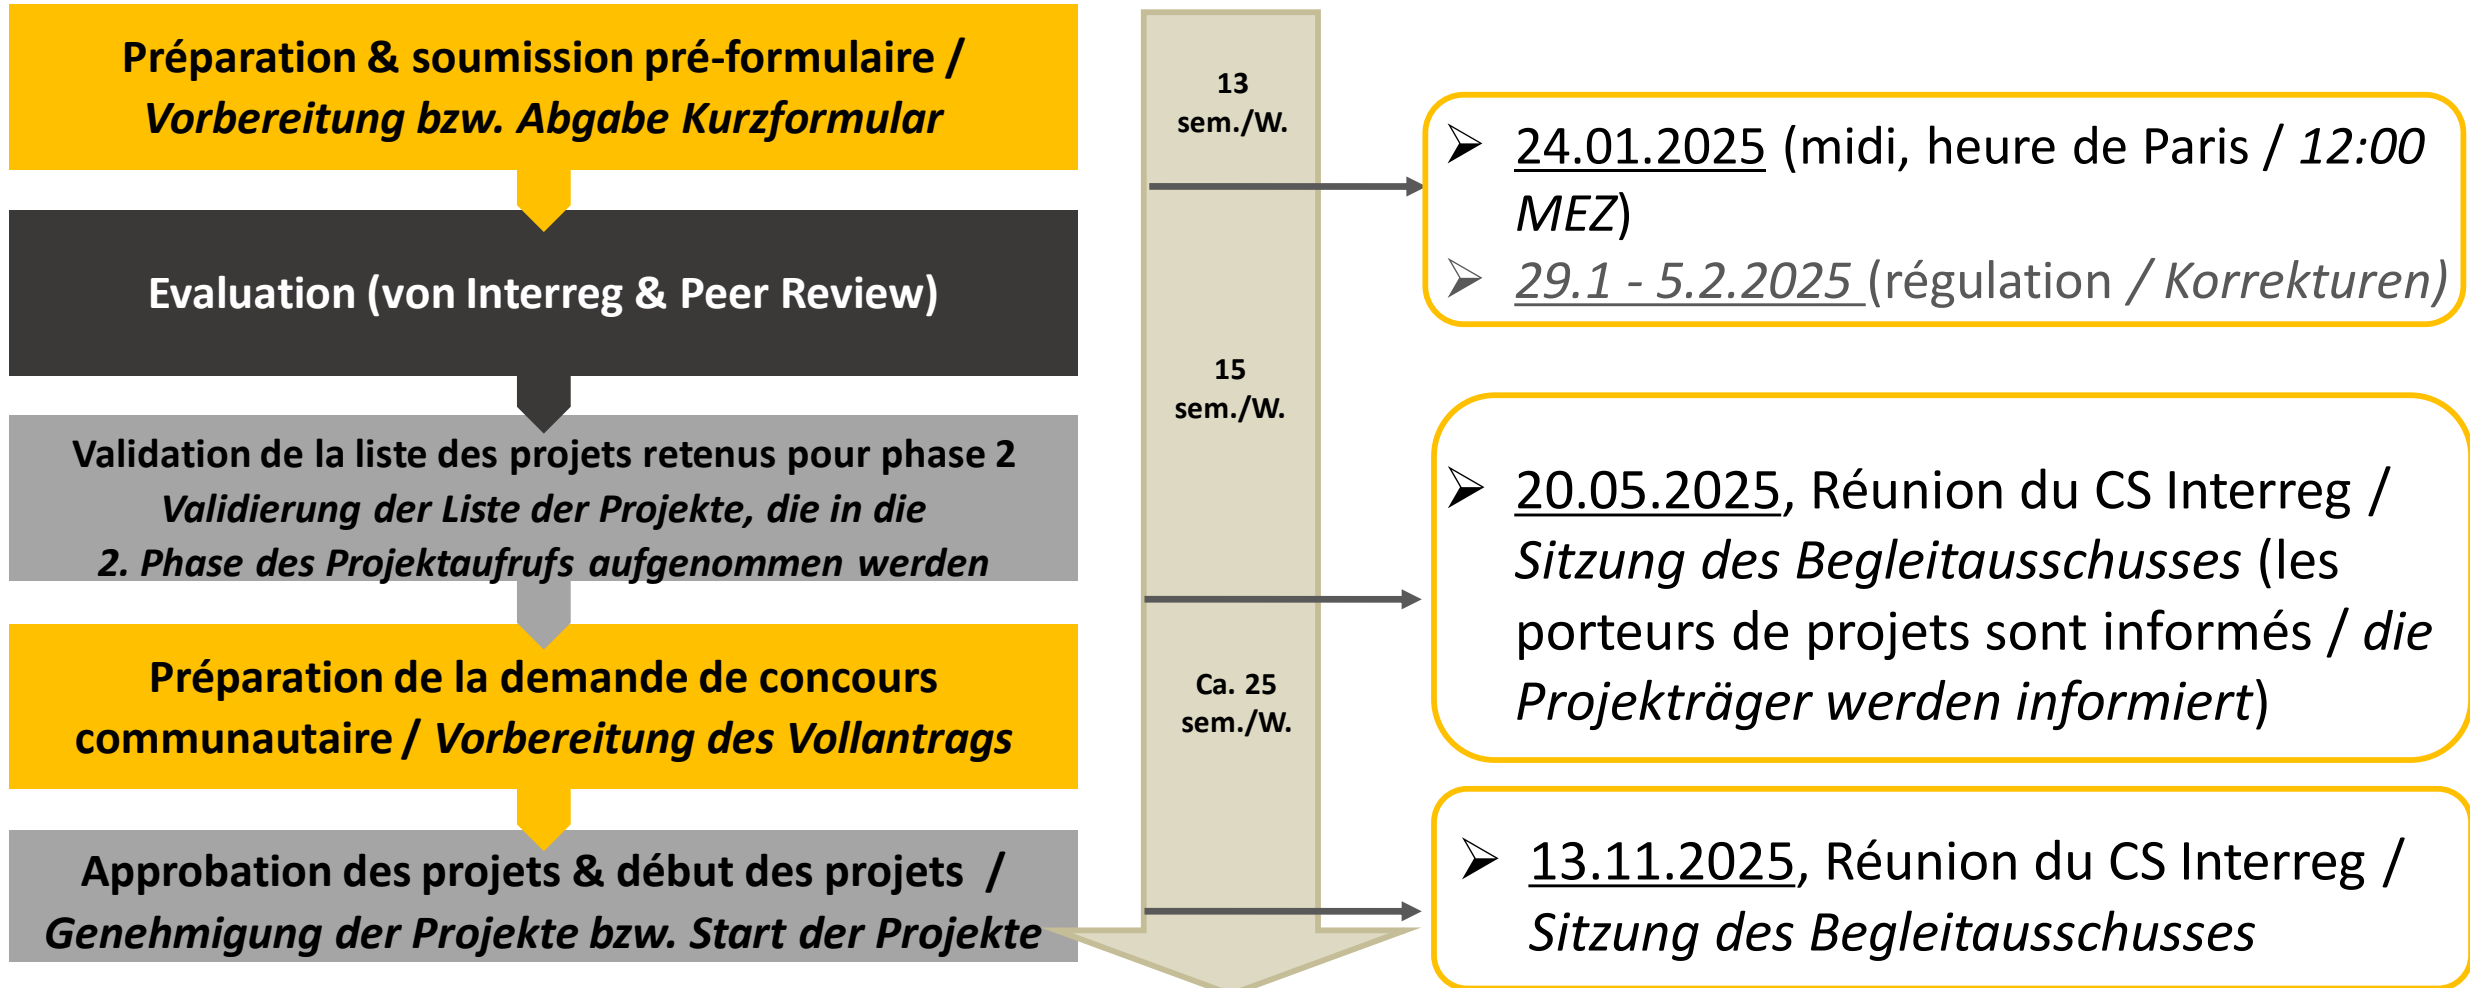 Préparation & soumission pré-formulaire /
Vorbereitung bzw. Abgabe Kurzformular
Evaluation (von Interreg & Peer Review)
Validation de la liste des projets retenus pour phase 2
Validierung der Liste der Projekte, die in die
2. Phase des Projektaufrufs aufgenommen werden
Préparation de la demande de concours
communautaire / Vorbereitung des Vollantrags
Approbation des projets & début des projets /
Genehmigung der Projekte bzw. Start der Projekte
13
sem./W.
15
sem./W.
Ca. 25
sem./W.
➢ 24.01.2025 (midi, heure de Paris / 12:00
MEZ)
➢ 29.1 - 5.2.2025 (régulation / Korrekturen)
➢ 20.05.2025, Réunion du CS Interreg /
Sitzung des Begleitausschusses (les
porteurs de projets sont informés / die
Projekträger werden informiert)
➢ 13.11.2025, Réunion du CS Interreg /
Sitzung des Begleitausschusses